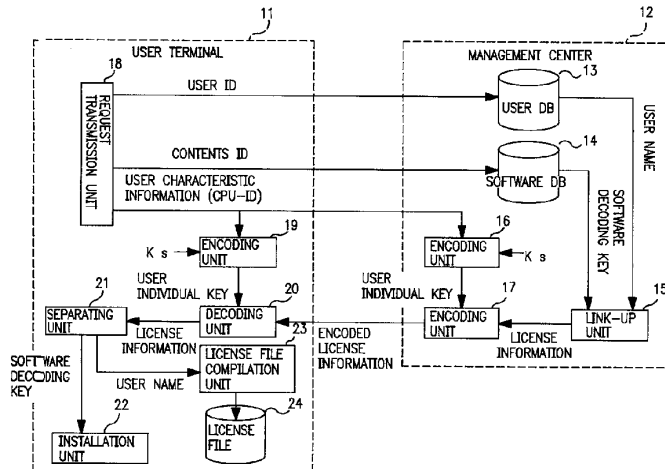 11
12
USER TERMINAL
MANAGEMENT CENTER
18
13
REQUEST
TRANSMISSION UNIT
USER ID
USER DB
14
CONTENTS ID
SOFTWARE DB
USER NAME
SOFTWARE
DECODING KEY
USER CHARACTERISTIC
INFORMATION (CPU-ID)
19
16
K s
ENCODING
UNIT
ENCODING
UNIT
K s
USER
INDIVIDUAL KEY
USER
INDIVIDUAL KEY
21
20
17
15
SEPARATING
UNIT
DECODING
UNIT
ENCODING
UNIT
LINK-UP
UNIT
LICENSE
INFORMATION
ENCODED
LICENSE
INFORMATION
LICENSE
INFORMATION
23
SOFTWARE
DECODING
KEY
USER NAME
LICENSE FILE
COMPILATION
UNIT
22
24
INSTALLATION
UNIT
LICENSE
FILE